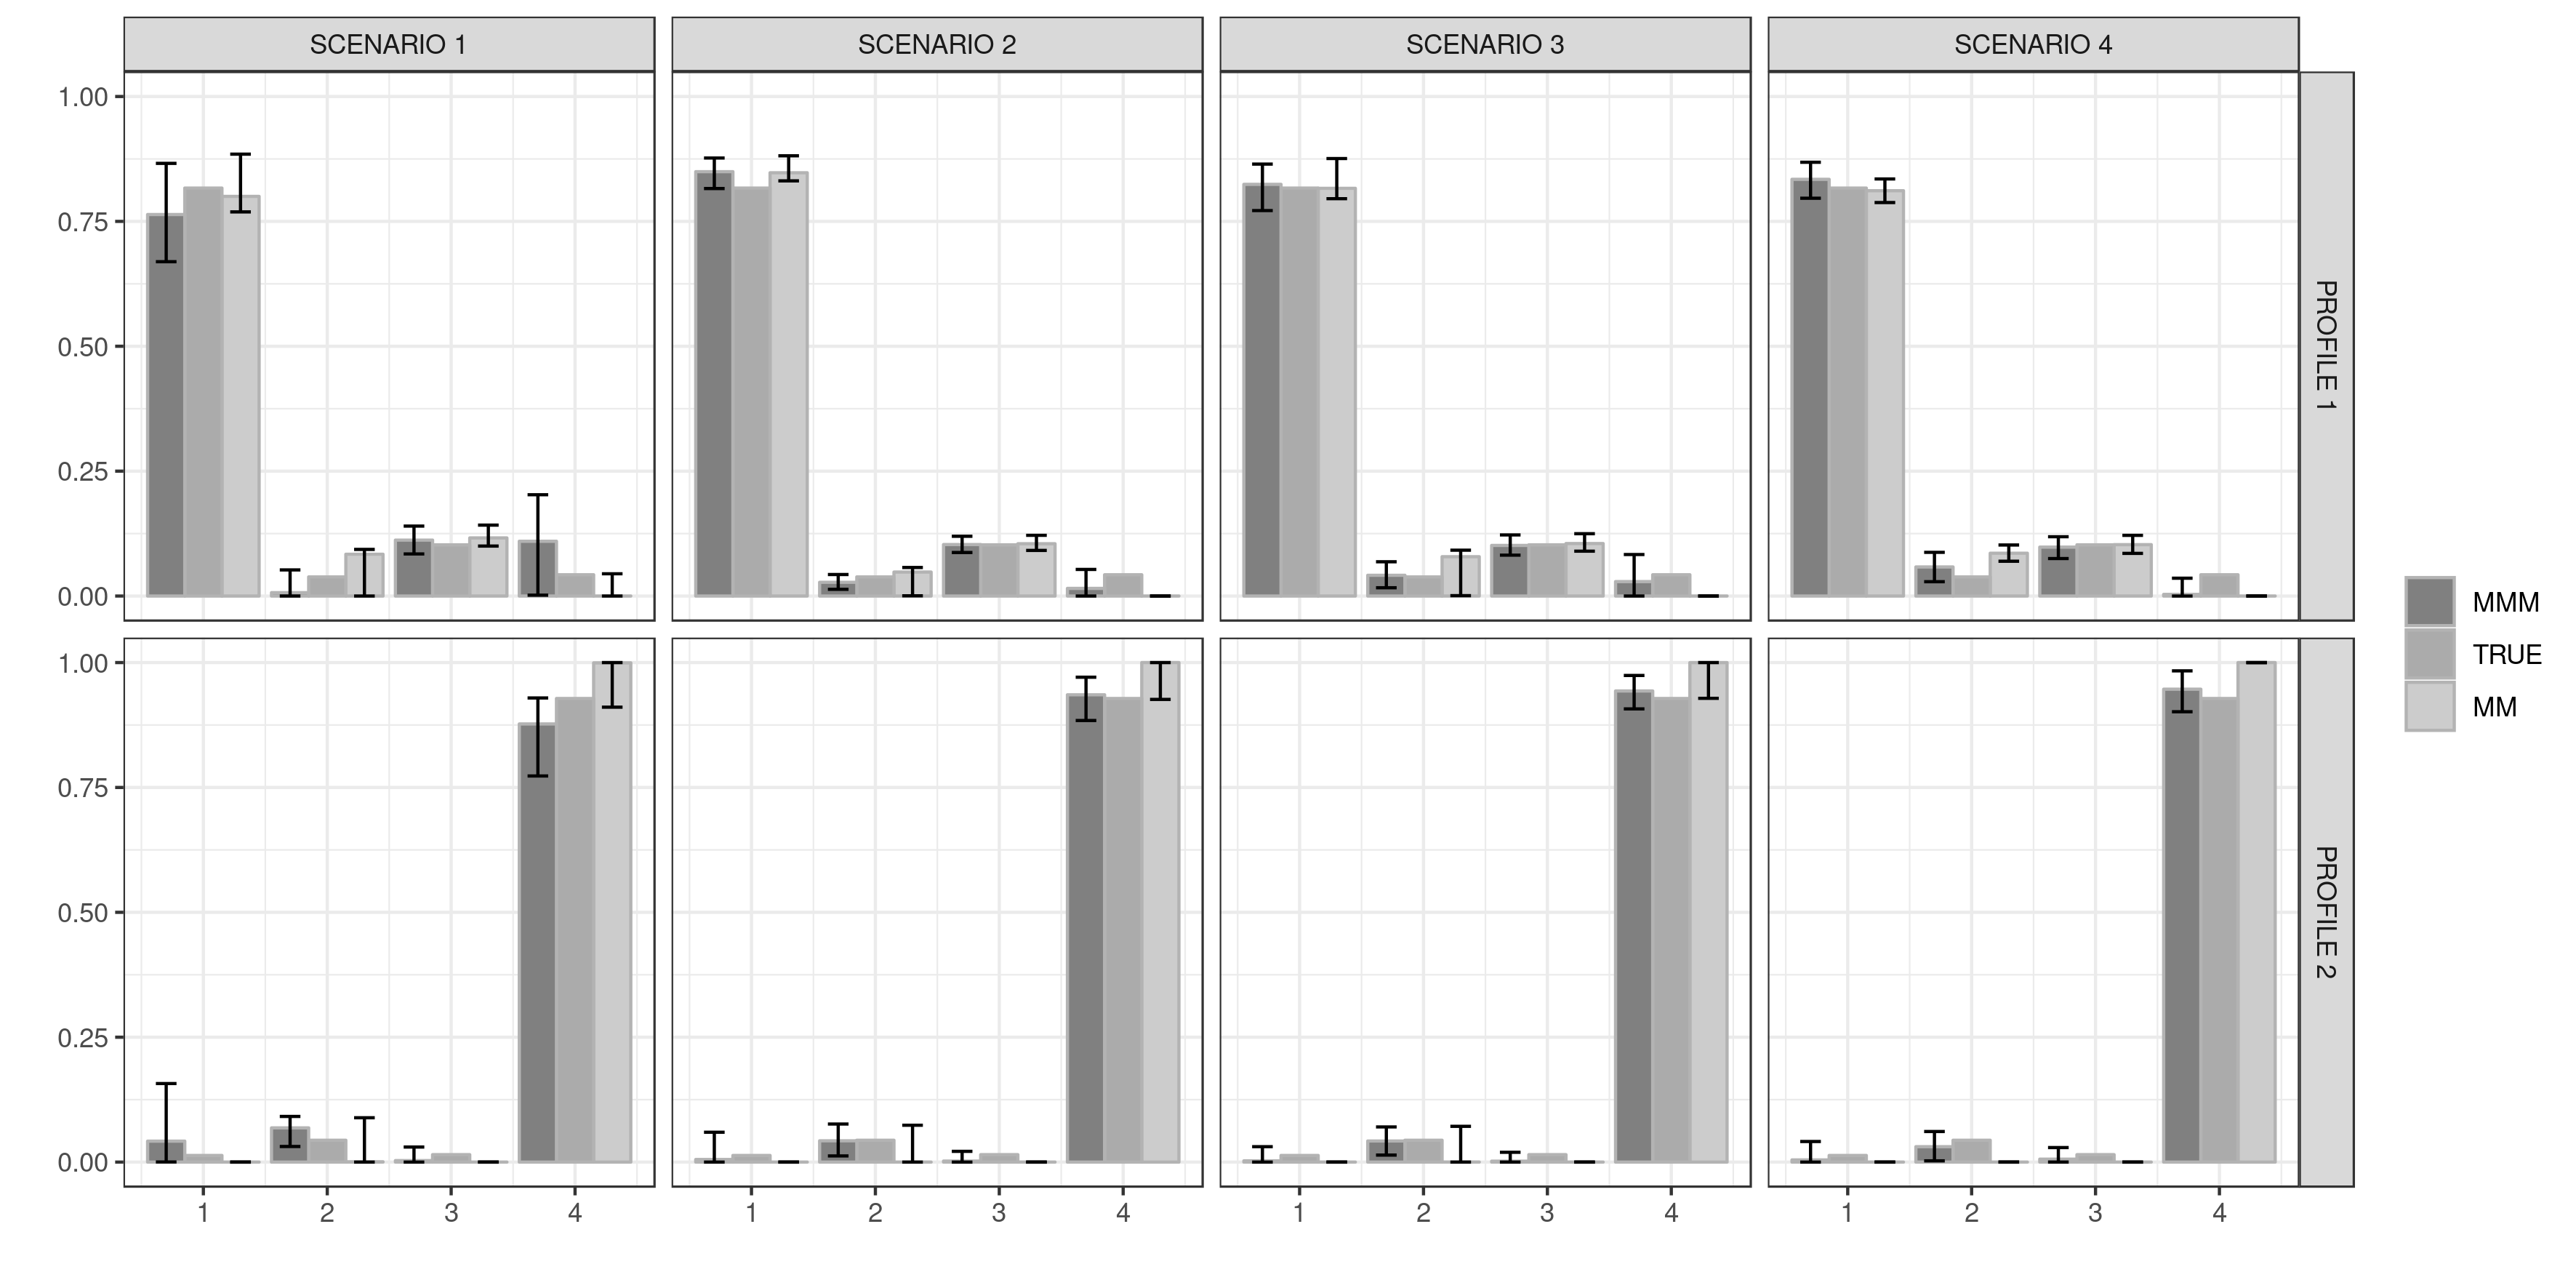 SCENARIO 1
SCENARIO 2
SCENARIO 3
SCENARIO 4
1.00
0.75
0.50
0.25
0.00
PROFILE 1
1.00
0.75
0.50
0.25
0.00
PROFILE 2
1 2 3 4
1 2 3 4
1 2 3 4
1 2 3 4
MMM
TRUE
MM